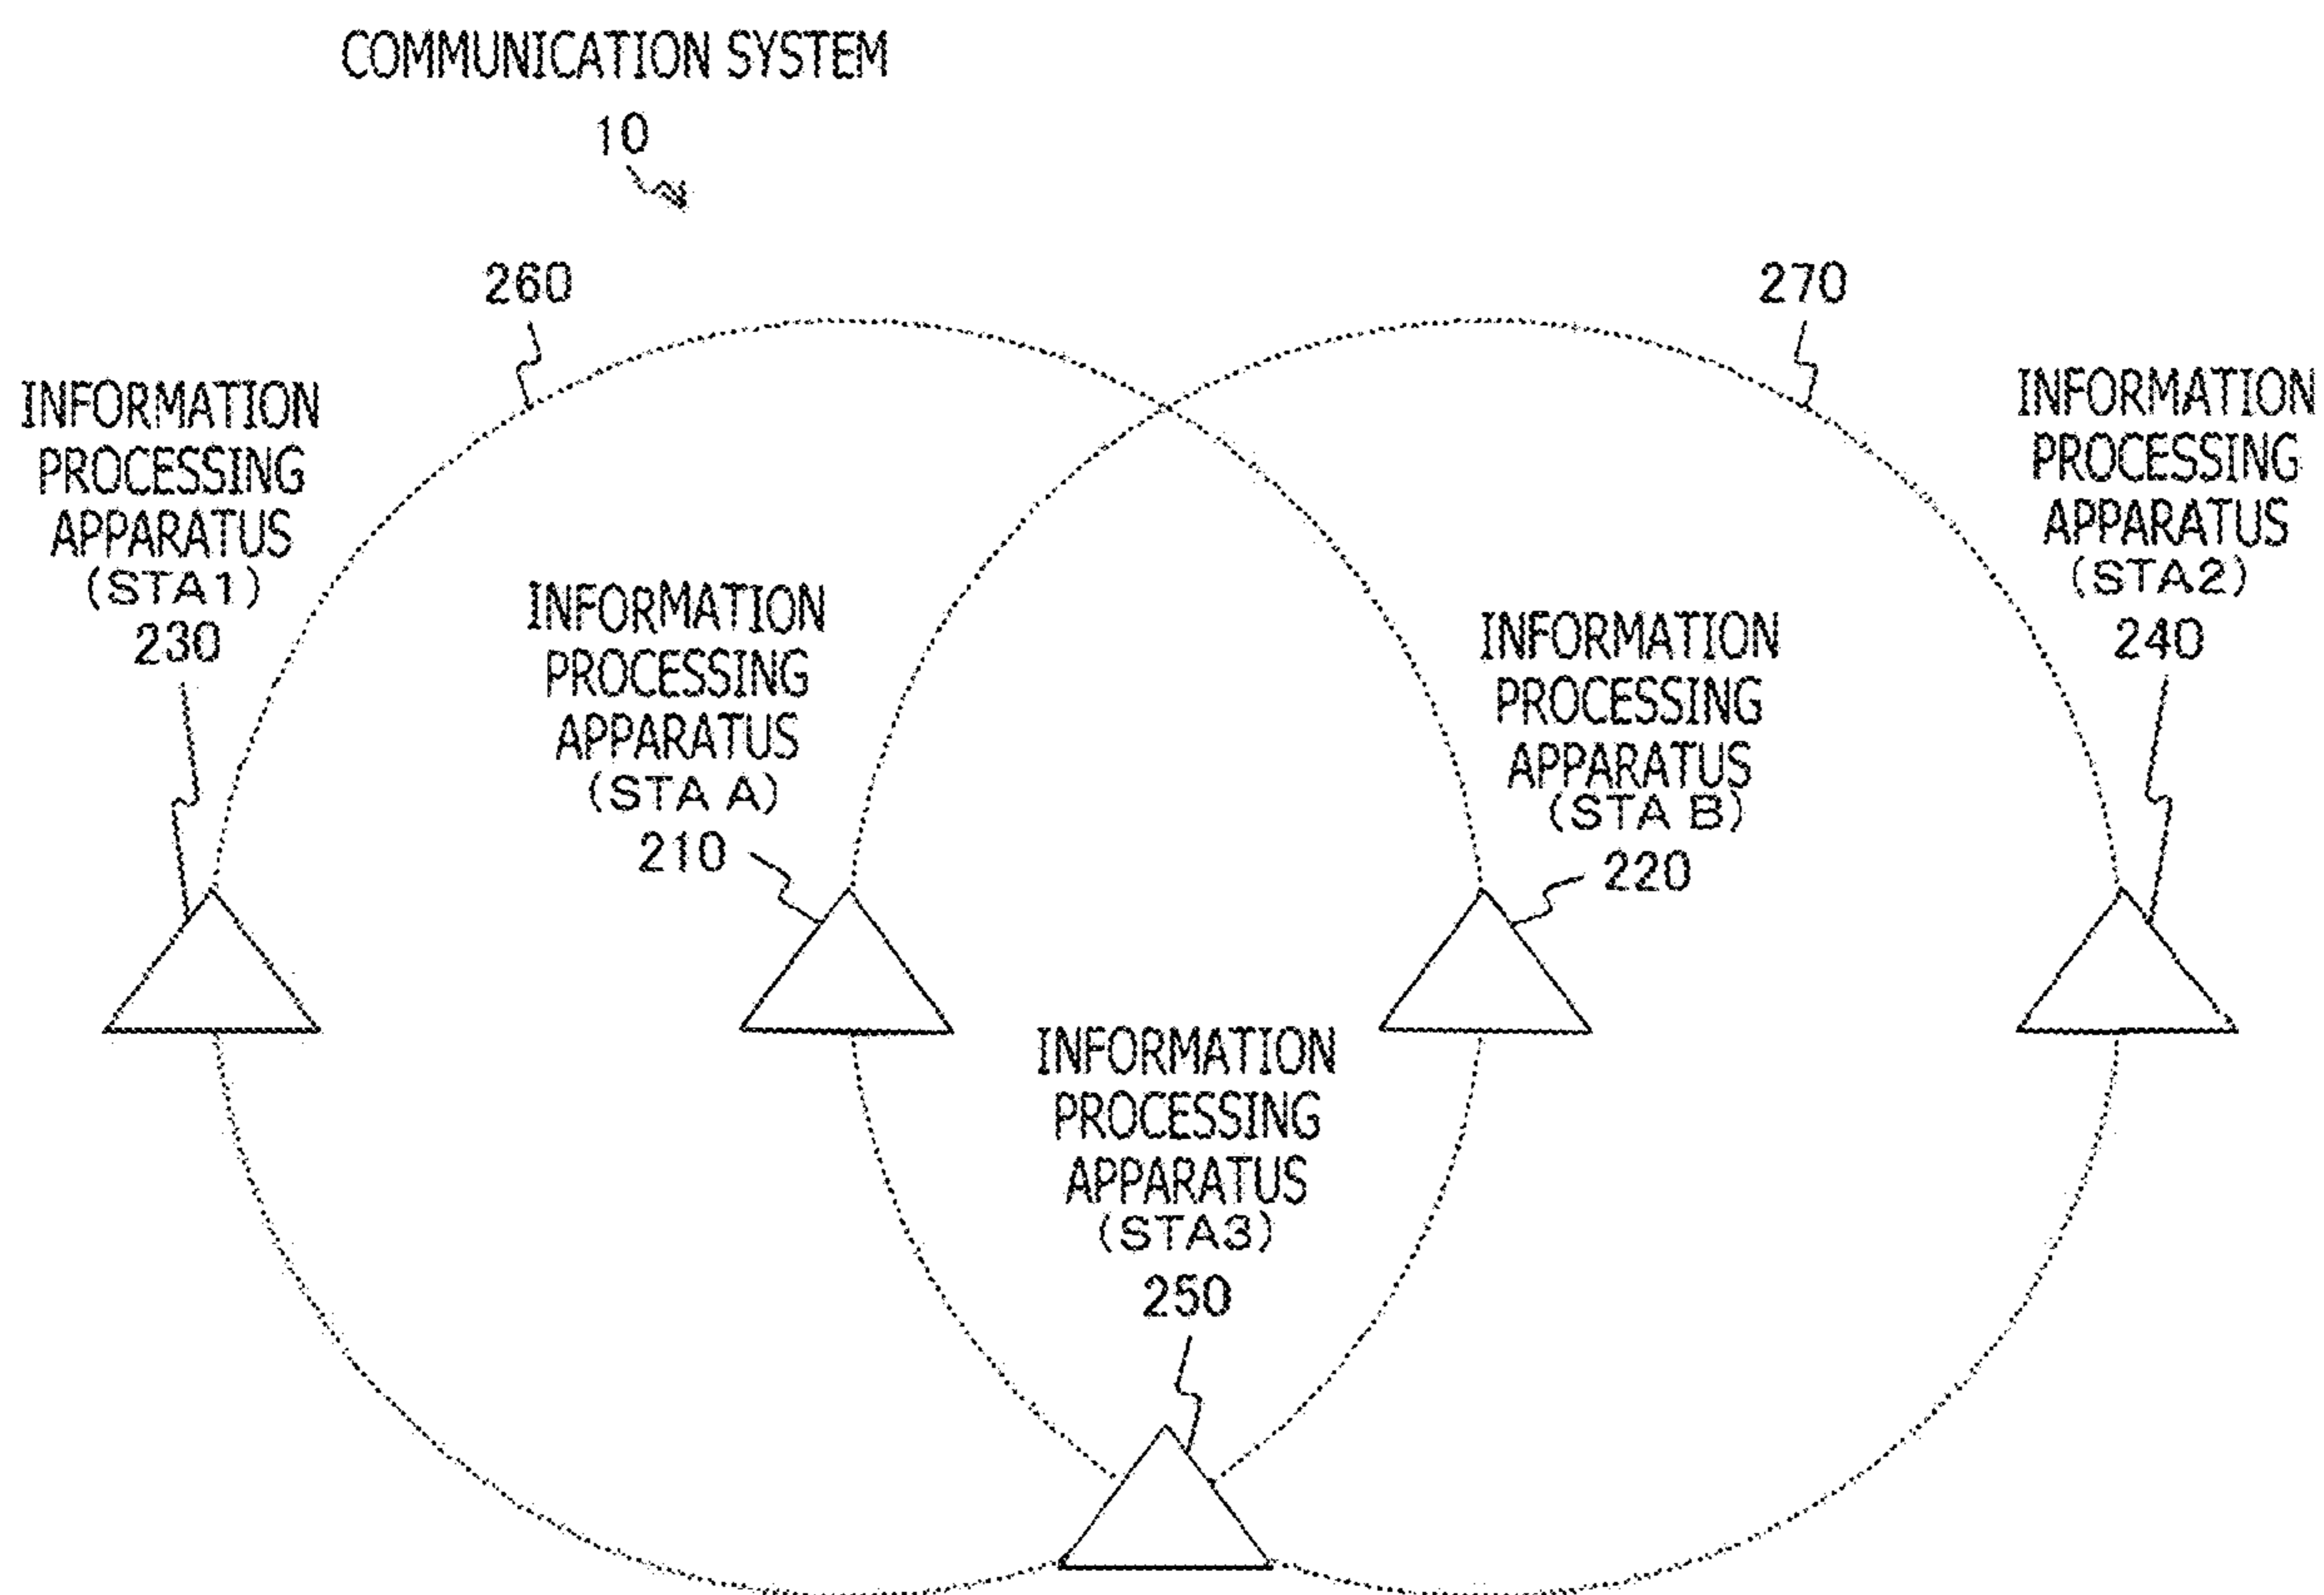 COMMUNICATION SYSTEM
10
260
270
INFORMATION
PROCESSING
APPARATUS
(STA1)
230
INFORMATION
PROCESSING
APPARATUS
(STA A)
210
INFORMATION
PROCESSING
APPARATUS
(STA B)
220
INFORMATION
PROCESSING
APPARATUS
(STA2)
240
INFORMATION
PROCESSING
APPARATUS
(STA3)
250